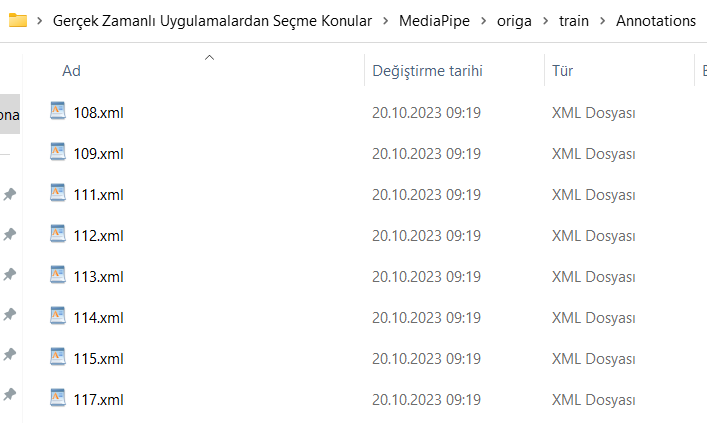 Gerçek Zamanlı Uygulamalardan Seçme Konular > MediaPipe > origa > train > Annotations
Ad Değiştirme tarihi Tür
108.xml 20.10.2023 09:19 XML Dosyası
109.xml 20.10.2023 09:19 XML Dosyası
111.xml 20.10.2023 09:19 XML Dosyası
112.xml 20.10.2023 09:19 XML Dosyası
113.xml 20.10.2023 09:19 XML Dosyası
114.xml 20.10.2023 09:19 XML Dosyası
115.xml 20.10.2023 09:19 XML Dosyası
117.xml 20.10.2023 09:19 XML Dosyası